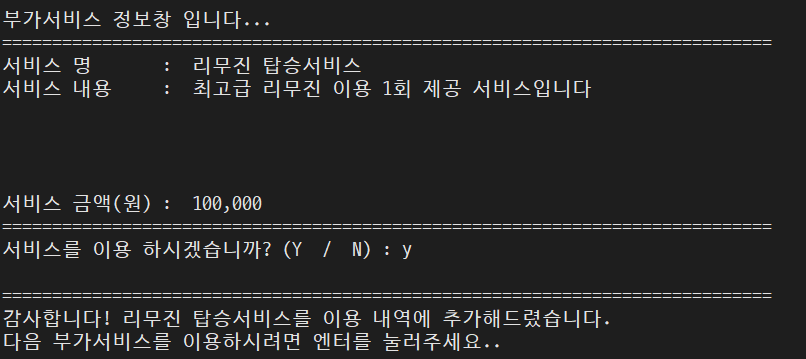 부가서비스 정보창 입니다...
=============================================================================
서비스 명 : 리무진 탑승서비스
서비스 내용 : 최고급 리무진 이용 1회 제공 서비스입니다
서비스 금액(원) : 100,000
=============================================================================
서비스를 이용 하시겠습니까? (Y / N) : y
=============================================================================
감사합니다! 리무진 탑승서비스를 이용 내역에 추가해드렸습니다.
다음 부가서비스를 이용하시려면 엔터를 눌러주세요..